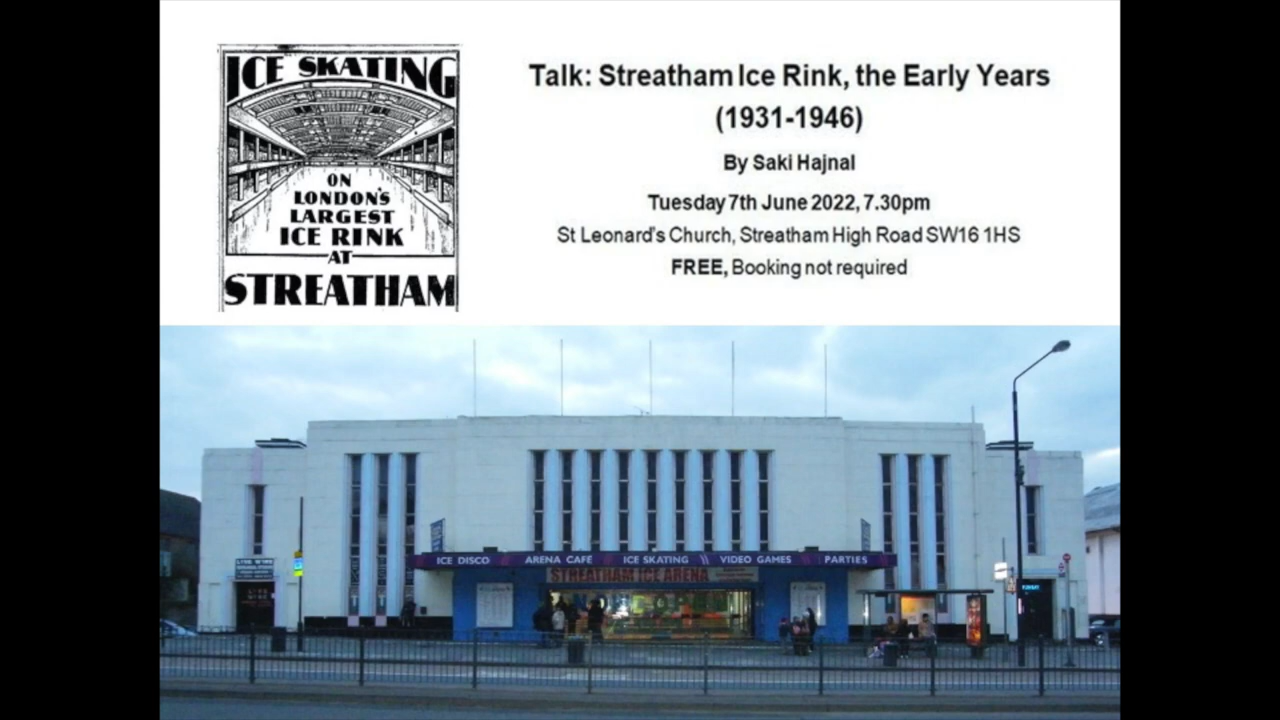 ICE SKATING
ON
LONDON'S
LARGEST
ICE RINK
AT
STREATHAM
Talk: Streatham Ice Rink, the Early Years
(1931-1946)
By Saki Hajnal
Tuesday 7th June 2022, 7.30pm
St Leonard's Church, Streatham High Road SW16 1HS
FREE, Booking not required
ICE DISCO \\ ARENA CAFE \\ ICE SKATING \\ VIDEO GAMES \\ PARTIES
STREATHAM ICE ARENA